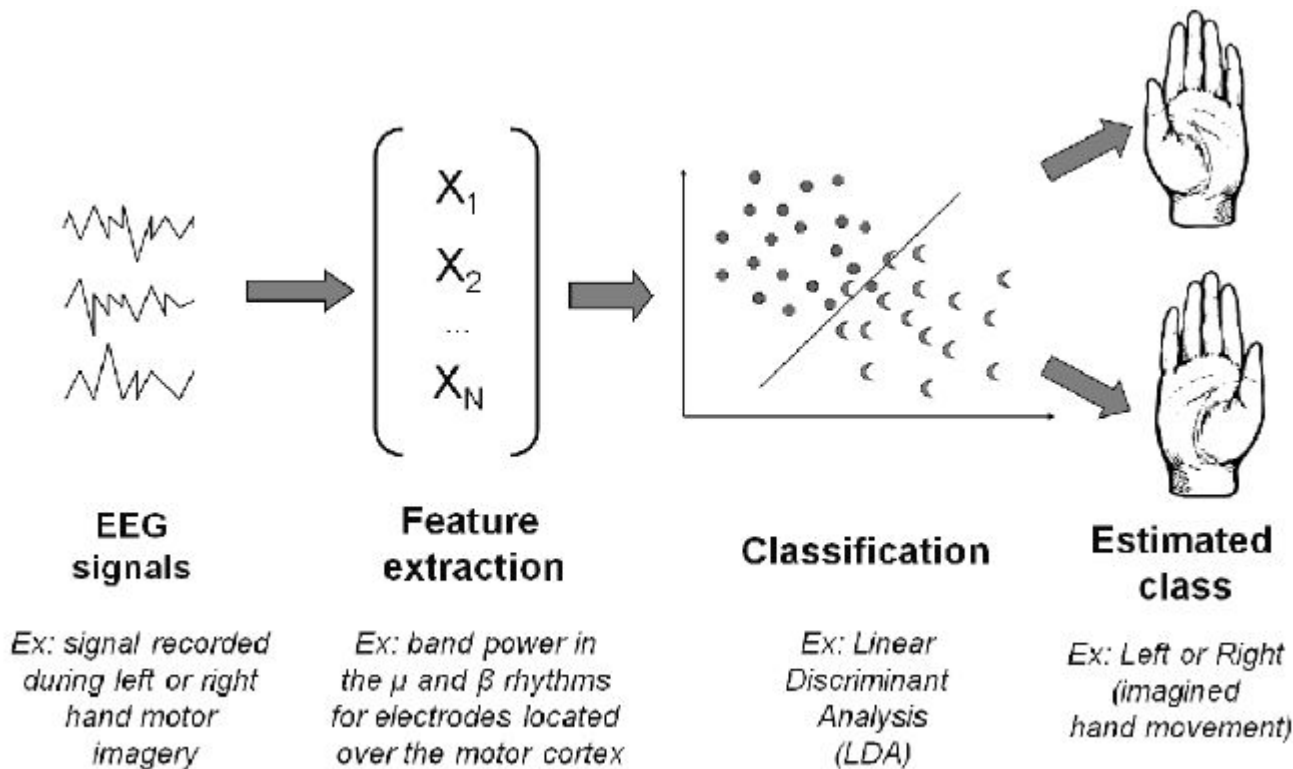 X1
X2
...
XN
EEG
signals
Ex: signal recorded
during left or right
hand motor
imagery
Feature
extraction
Ex: band power in
the μ and β rhythms
for electrodes located
over the motor cortex
Classification
Ex: Linear
Discriminant
Analysis
(LDA)
Estimated
class
Ex: Left or Right
(imagined
hand movement)